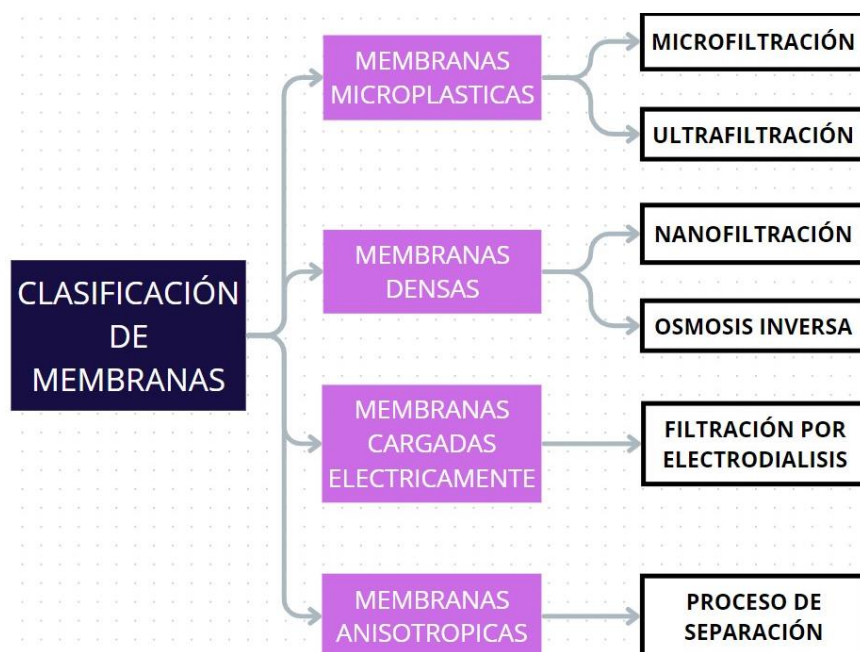 CLASIFICACIÓN
DE
MEMBRANAS
MEMBRANAS
MICROPLASTICAS
MICROFILTRACIÓN
ULTRAFILTRACIÓN
MEMBRANAS
DENSAS
NANOFILTRACIÓN
OSMOSIS INVERSA
MEMBRANAS
CARGADAS
ELECTRICAMENTE
FILTRACIÓN POR
ELECTRODIALISIS
MEMBRANAS
ANISOTROPICAS
PROCESO DE
SEPARACIÓN